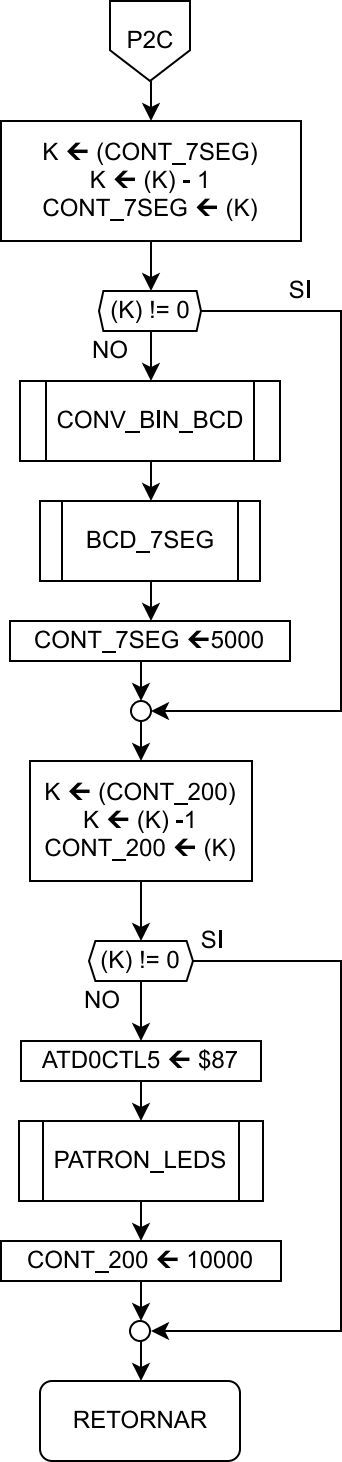 P2C
K ← (CONT_7SEG)
K ← (K) - 1
CONT_7SEG ← (K)
SI
(K) != 0
NO
CONV_BIN_BCD
BCD_7SEG
CONT_7SEG ←5000
K ← (CONT_200)
K ← (K) -1
CONT_200 ← (K)
SI
(K) != 0
NO
ATD0CTL5 ← $87
PATRON_LEDS
CONT_200 ← 10000
RETORNAR